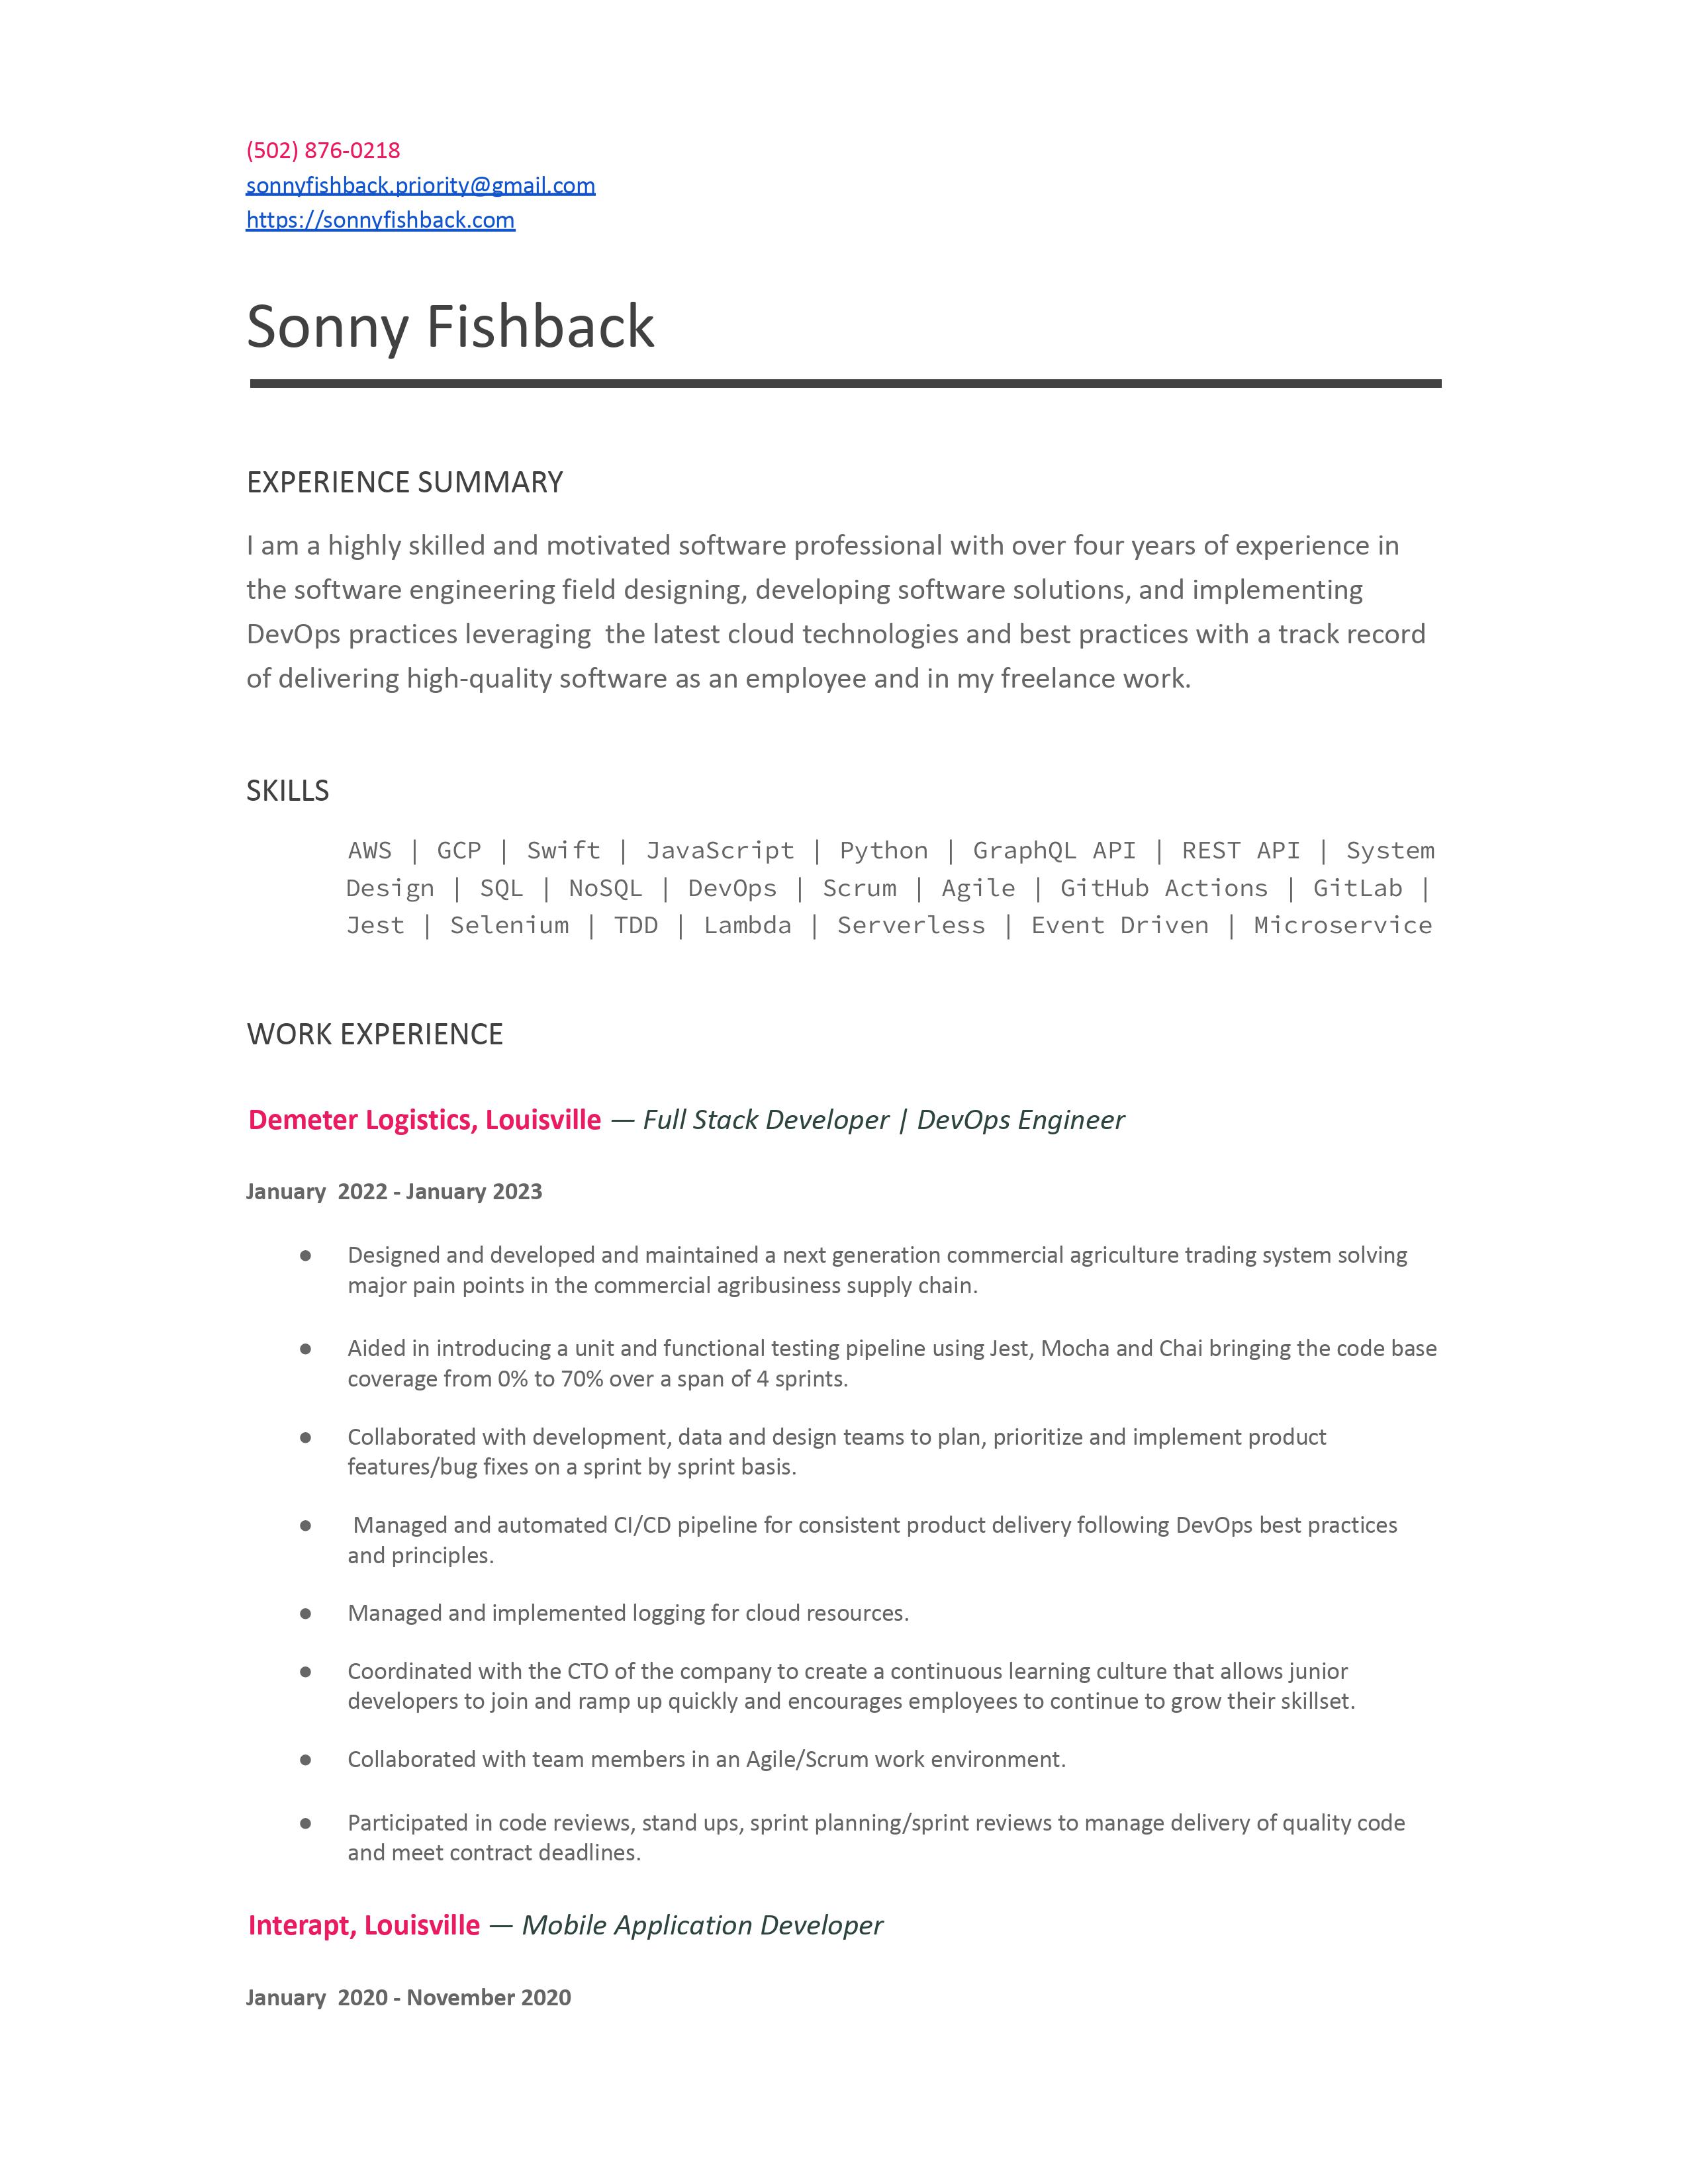 (502) 876-0218
sonnyfishback.priority@gmail.com
https://sonnyfishback.com
Sonny Fishback
EXPERIENCE SUMMARY
I am a highly skilled and motivated software professional with over four years of experience in
the software engineering field designing, developing software solutions, and implementing
DevOps practices leveraging  the latest cloud technologies and best practices with a track record
of delivering high-quality software as an employee and in my freelance work.
SKILLS
AWS | GCP | Swift | JavaScript | Python | GraphQL API | REST API | System
Design | SQL | NoSQL | DevOps | Scrum | Agile | GitHub Actions | GitLab |
Jest | Selenium | TDD | Lambda | Serverless | Event Driven | Microservice
WORK EXPERIENCE
Demeter Logistics, Louisville — Full Stack Developer | DevOps Engineer
January  2022 - January 2023
● Designed and developed and maintained a next generation commercial agriculture trading system solving
major pain points in the commercial agribusiness supply chain.
● Aided in introducing a unit and functional testing pipeline using Jest, Mocha and Chai bringing the code base
coverage from 0% to 70% over a span of 4 sprints.
● Collaborated with development, data and design teams to plan, prioritize and implement product
features/bug fixes on a sprint by sprint basis.
● Managed and automated CI/CD pipeline for consistent product delivery following DevOps best practices
and principles.
● Managed and implemented logging for cloud resources.
● Coordinated with the CTO of the company to create a continuous learning culture that allows junior
developers to join and ramp up quickly and encourages employees to continue to grow their skillset.
● Collaborated with team members in an Agile/Scrum work environment.
● Participated in code reviews, stand ups, sprint planning/sprint reviews to manage delivery of quality code
and meet contract deadlines.
Interapt, Louisville — Mobile Application Developer
January  2020 - November 2020